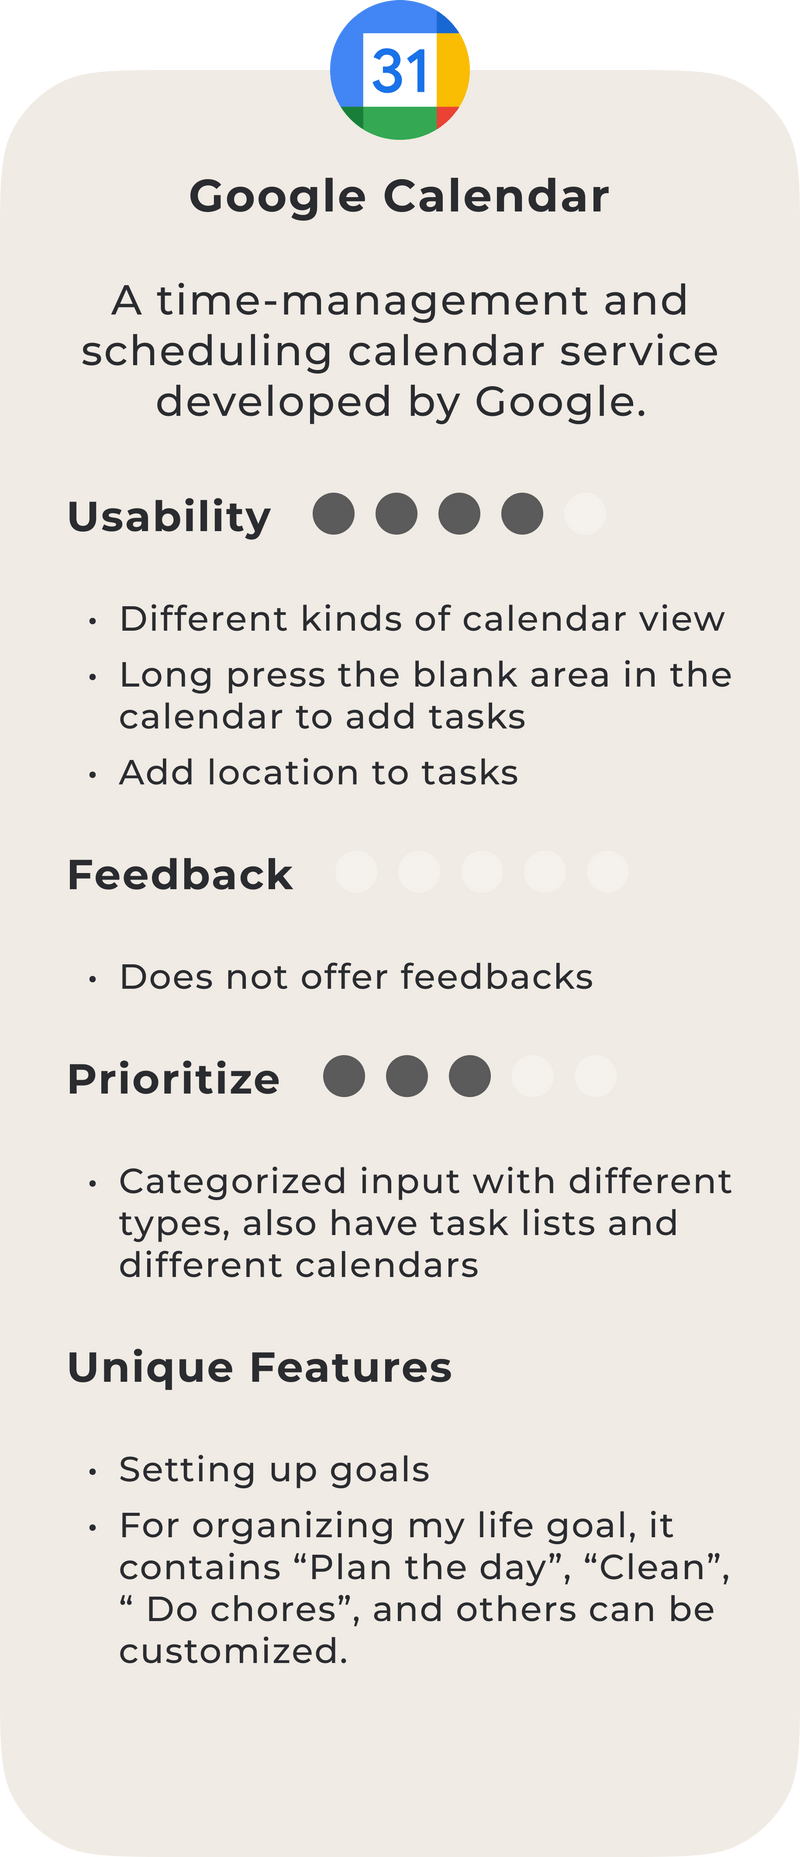 31
Google Calendar
A time-management and
scheduling calendar service
developed by Google.
Usability
• Different kinds of calendar view
• Long press the blank area in the
calendar to add tasks
• Add location to tasks
Feedback
• Does not offer feedbacks
Prioritize
• Categorized input with different
types, also have task lists and
different calendars
Unique Features
• Setting up goals
• For organizing my life goal, it
contains “Plan the day”, “Clean”,
“ Do chores”, and others can be
customized.